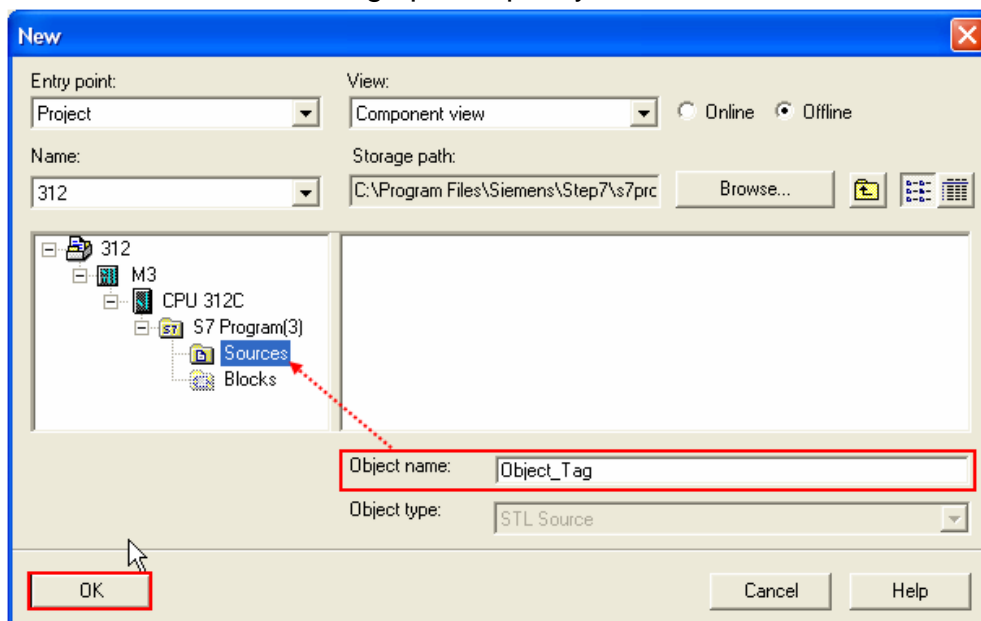 New
Entry point:
View:
Project
Component view
Online
Offline
Name:
Storage path:
312
C:\Program Files\Siemens\Step7\s7prc
Browse...
312
M3
CPU 312C
S7 Program(3)
Sources
Blocks
Object name:
Object_Tag
Object type:
STL Source
OK
Cancel
Help